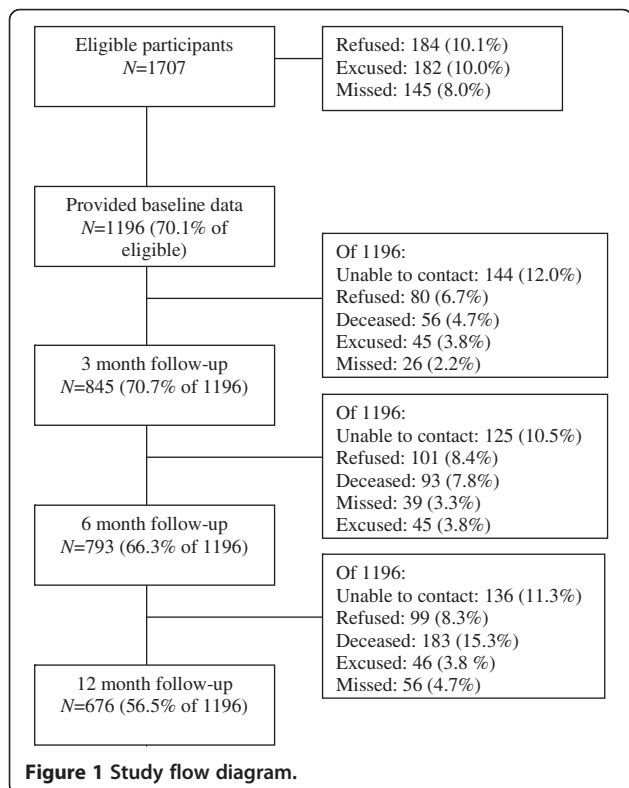 Eligible participants
N=1707
Refused: 184 (10.1%)
Excused: 182 (10.0%)
Missed: 145 (8.0%)
Provided baseline data
N=1196 (70.1% of
eligible)
Of 1196:
Unable to contact: 144 (12.0%)
Refused: 80 (6.7%)
Deceased: 56 (4.7%)
Excused: 45 (3.8%)
Missed: 26 (2.2%)
3 month follow-up
N=845 (70.7% of 1196)
Of 1196:
Unable to contact: 125 (10.5%)
Refused: 101 (8.4%)
Deceased: 93 (7.8%)
Missed: 39 (3.3%)
Excused: 45 (3.8%)
6 month follow-up
N=793 (66.3% of 1196)
Of 1196:
Unable to contact: 136 (11.3%)
Refused: 99 (8.3%)
Deceased: 183 (15.3%)
Excused: 46 (3.8 %)
Missed: 56 (4.7%)
12 month follow-up
N=676 (56.5% of 1196)
Figure 1 Study flow diagram.